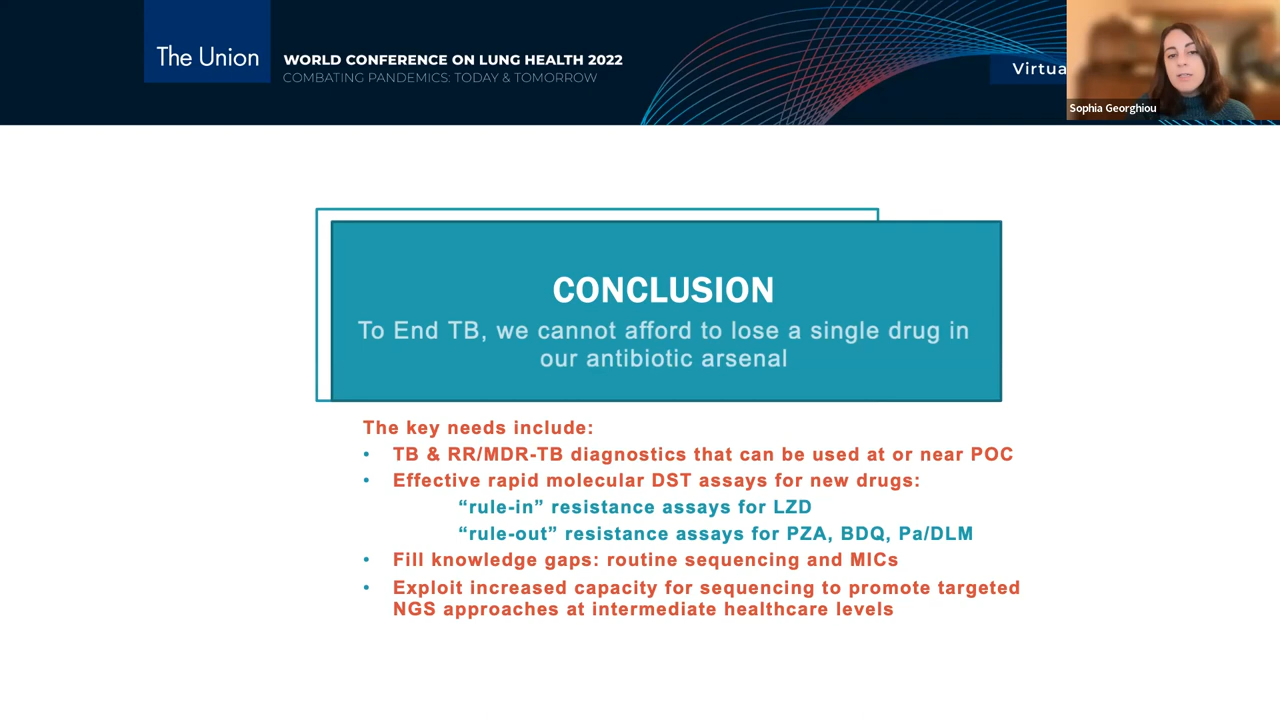 The Union
WORLD CONFERENCE ON LUNG HEALTH 2022
COMBATING PANDEMICS: TODAY & TOMORROW
Virtua
Sophia Georghiou
CONCLUSION
To End TB, we cannot afford to lose a single drug in
our antibiotic arsenal
The key needs include:
• TB & RR/MDR-TB diagnostics that can be used at or near POC
• Effective rapid molecular DST assays for new drugs:
“rule-in” resistance assays for LZD
“rule-out” resistance assays for PZA, BDQ, Pa/DLM
• Fill knowledge gaps: routine sequencing and MICs
• Exploit increased capacity for sequencing to promote targeted
NGS approaches at intermediate healthcare levels